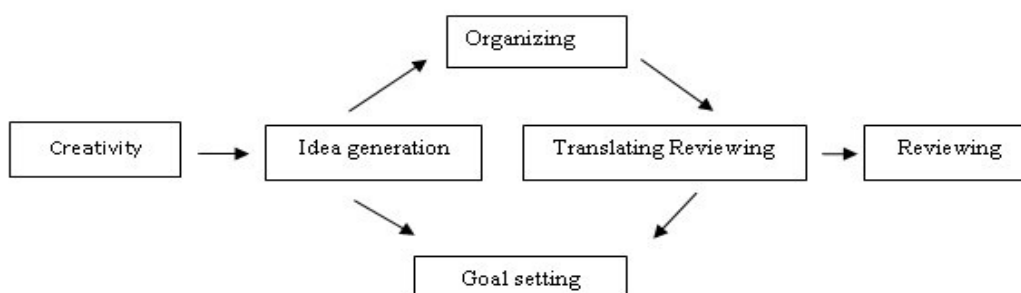 Organizing
Creativity
Idea generation
Translating Reviewing
Reviewing
Goal setting